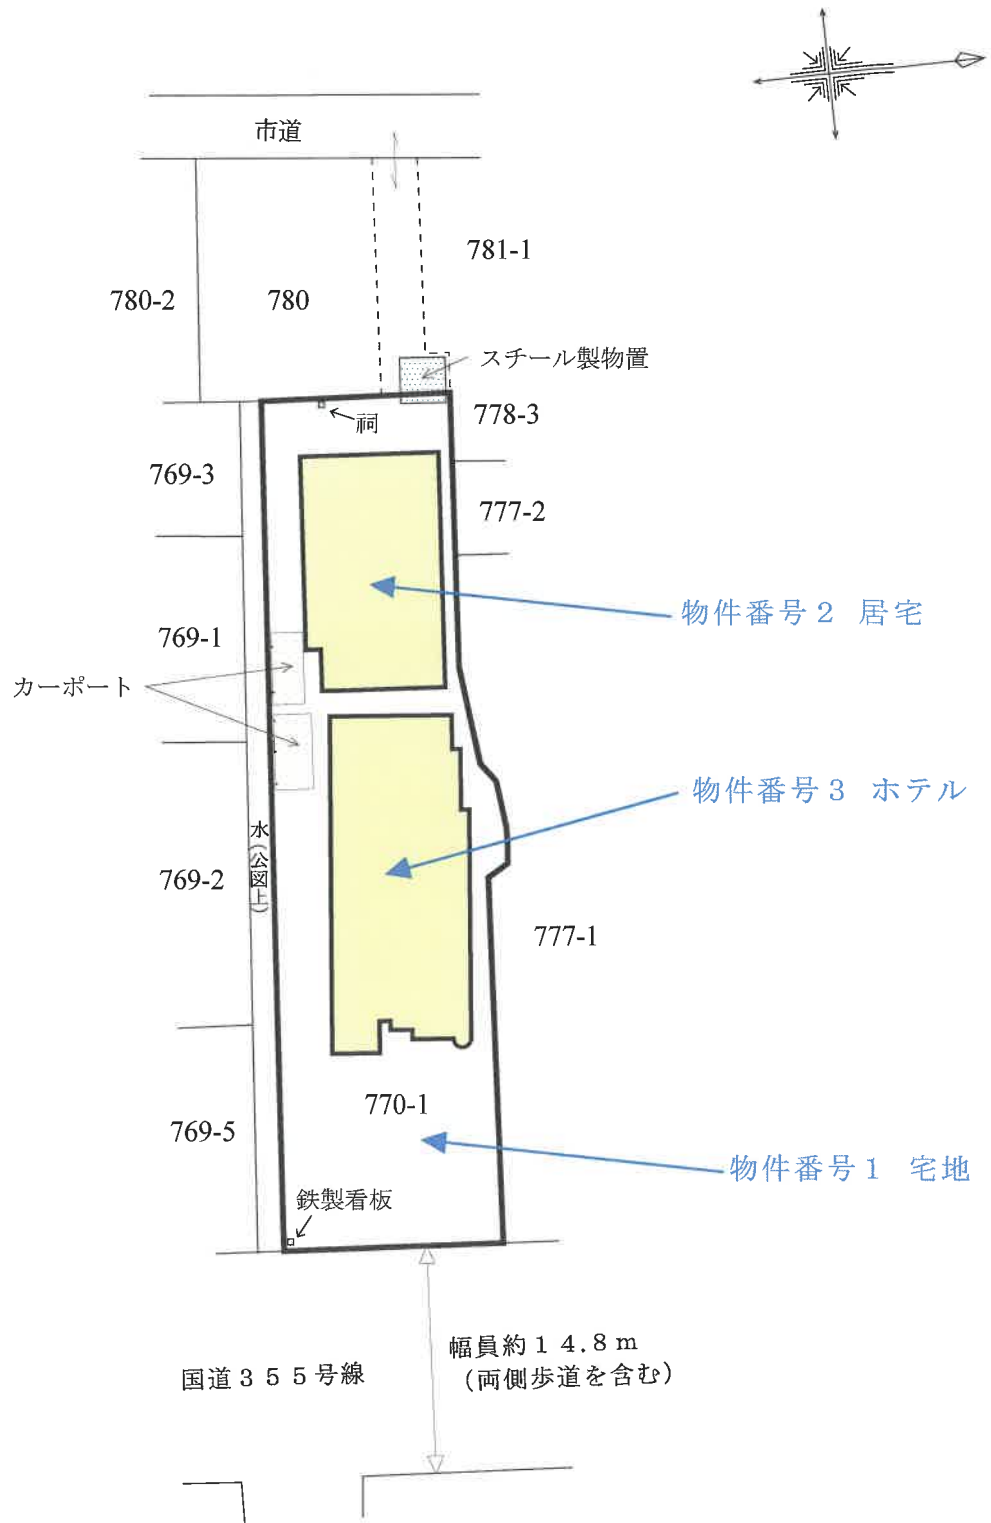 市道
781-1
780-2
780
スチール製物置
祠
778-3
769-3
777-2
物件番号２ 居宅
769-1
カーポート
物件番号３ ホテル
水(公図上)
769-2
777-1
770-1
769-5
物件番号１ 宅地
鉄製看板
幅員約１４.８ｍ
国道３５５号線
(両側歩道を含む)